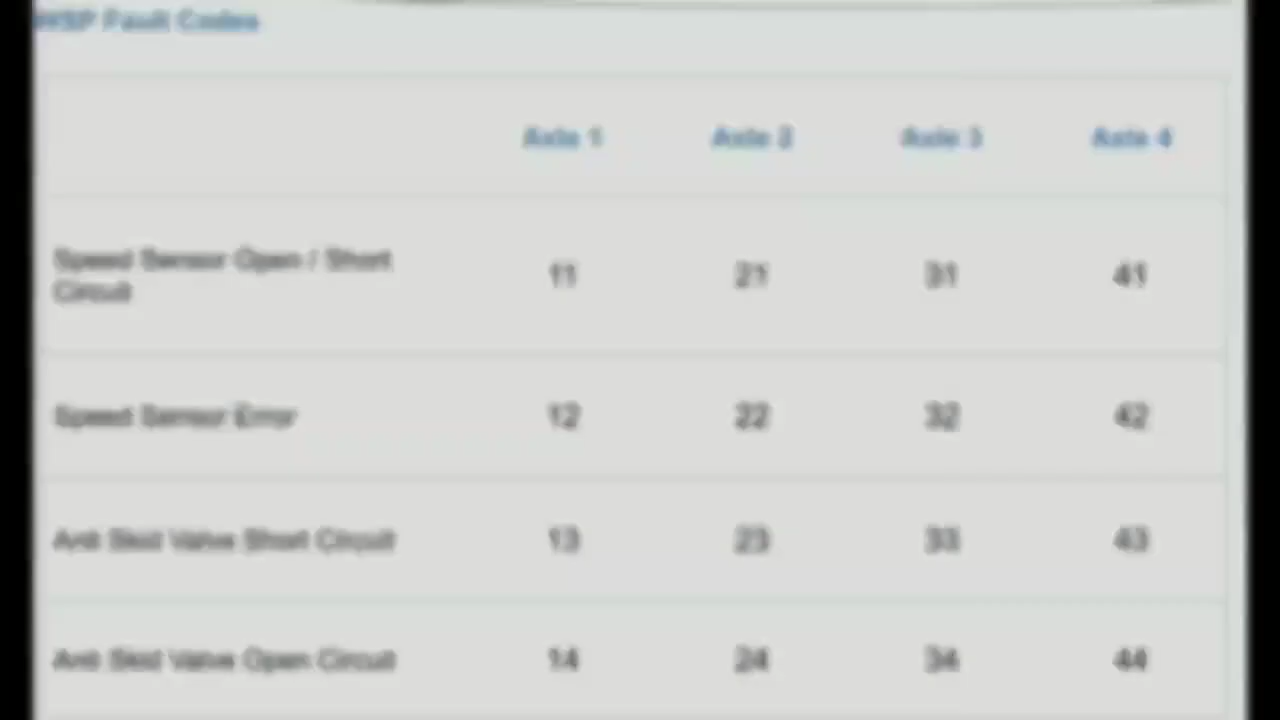 WSP Fault Codes
Axle 1 Axle 2 Axle 3 Axle 4
Speed Sensor Open / Short
Circuit 11 21 31 41
Speed Sensor Error 12 22 32 42
Anti Skid Valve Short Circuit 13 23 33 43
Anti Skid Valve Open Circuit 14 24 34 44